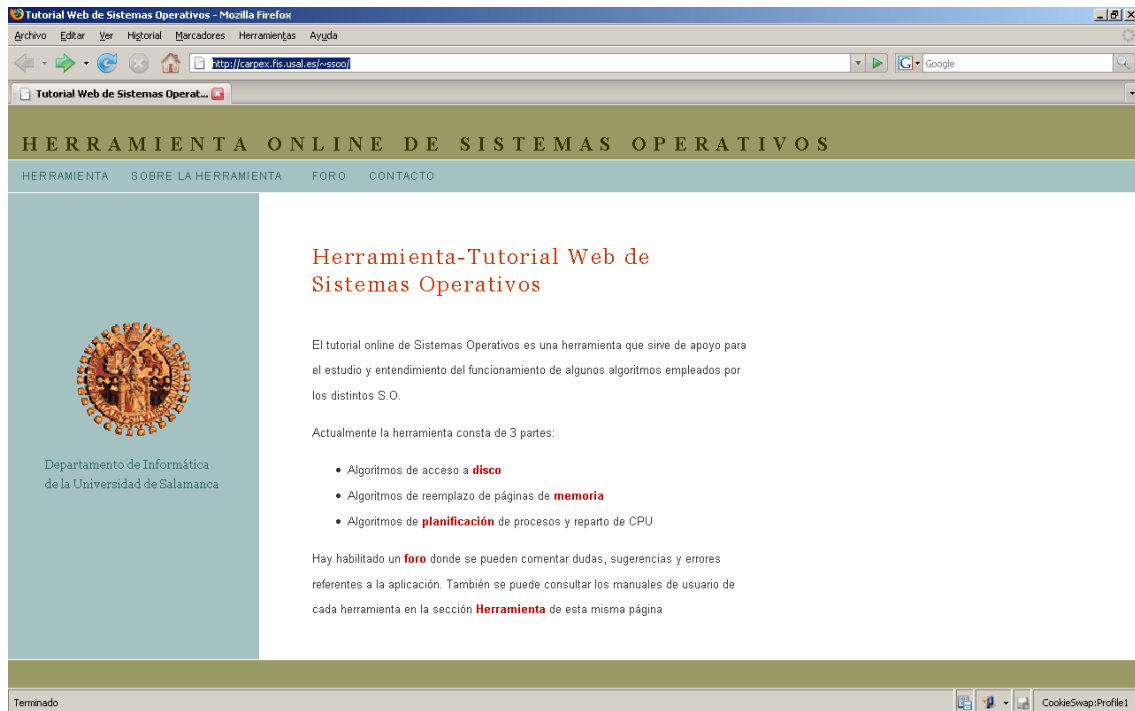 Tutorial Web de Sistemas Operativos - Mozilla Firefox
Archivo Editar Ver Historial Marcadores Herramientas Ayuda
http://carpex.fis.usal.es/~ssoo/
Google
Tutorial Web de Sistemas Operat...
HERRAMIENTA ONLINE DE SISTEMAS OPERATIVOS
HERRAMIENTA SOBRE LA HERRAMIENTA FORO CONTACTO
Herramienta-Tutorial Web de
Sistemas Operativos
El tutorial online de Sistemas Operativos es una herramienta que sirve de apoyo para
el estudio y entendimiento del funcionamiento de algunos algoritmos empleados por
los distintos S.O.
Actualmente la herramienta consta de 3 partes:
• Algoritmos de acceso a disco
• Algoritmos de reemplazo de páginas de memoria
• Algoritmos de planificación de procesos y reparto de CPU
Hay habilitado un foro donde se pueden comentar dudas, sugerencias y errores
referentes a la aplicación. También se puede consultar los manuales de usuario de
cada herramienta en la sección Herramienta de esta misma página
Departamento de Informática
de la Universidad de Salamanca
Terminado
CookieSwap:Profile1